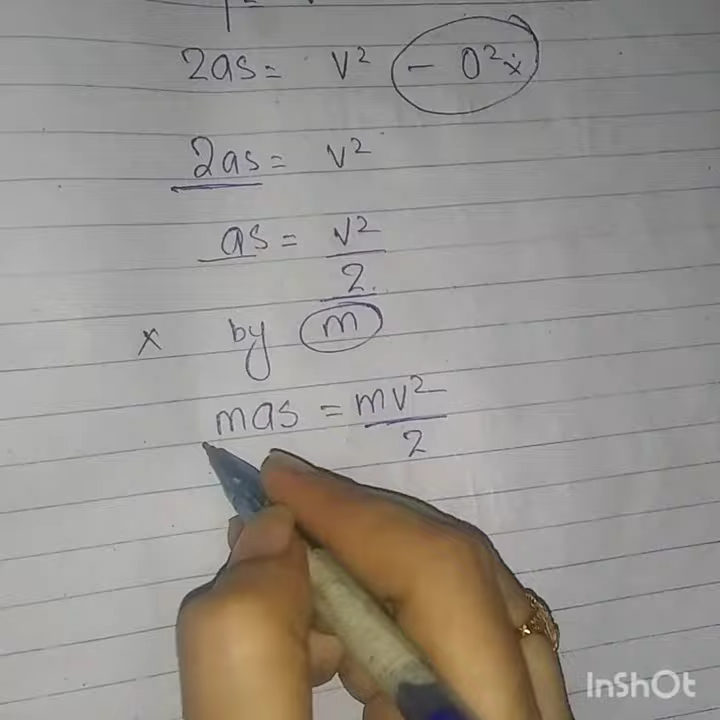 2as = v² - 0² x
2as = v²
as = v²/2
x by m
mas = mv²/2
InShOt